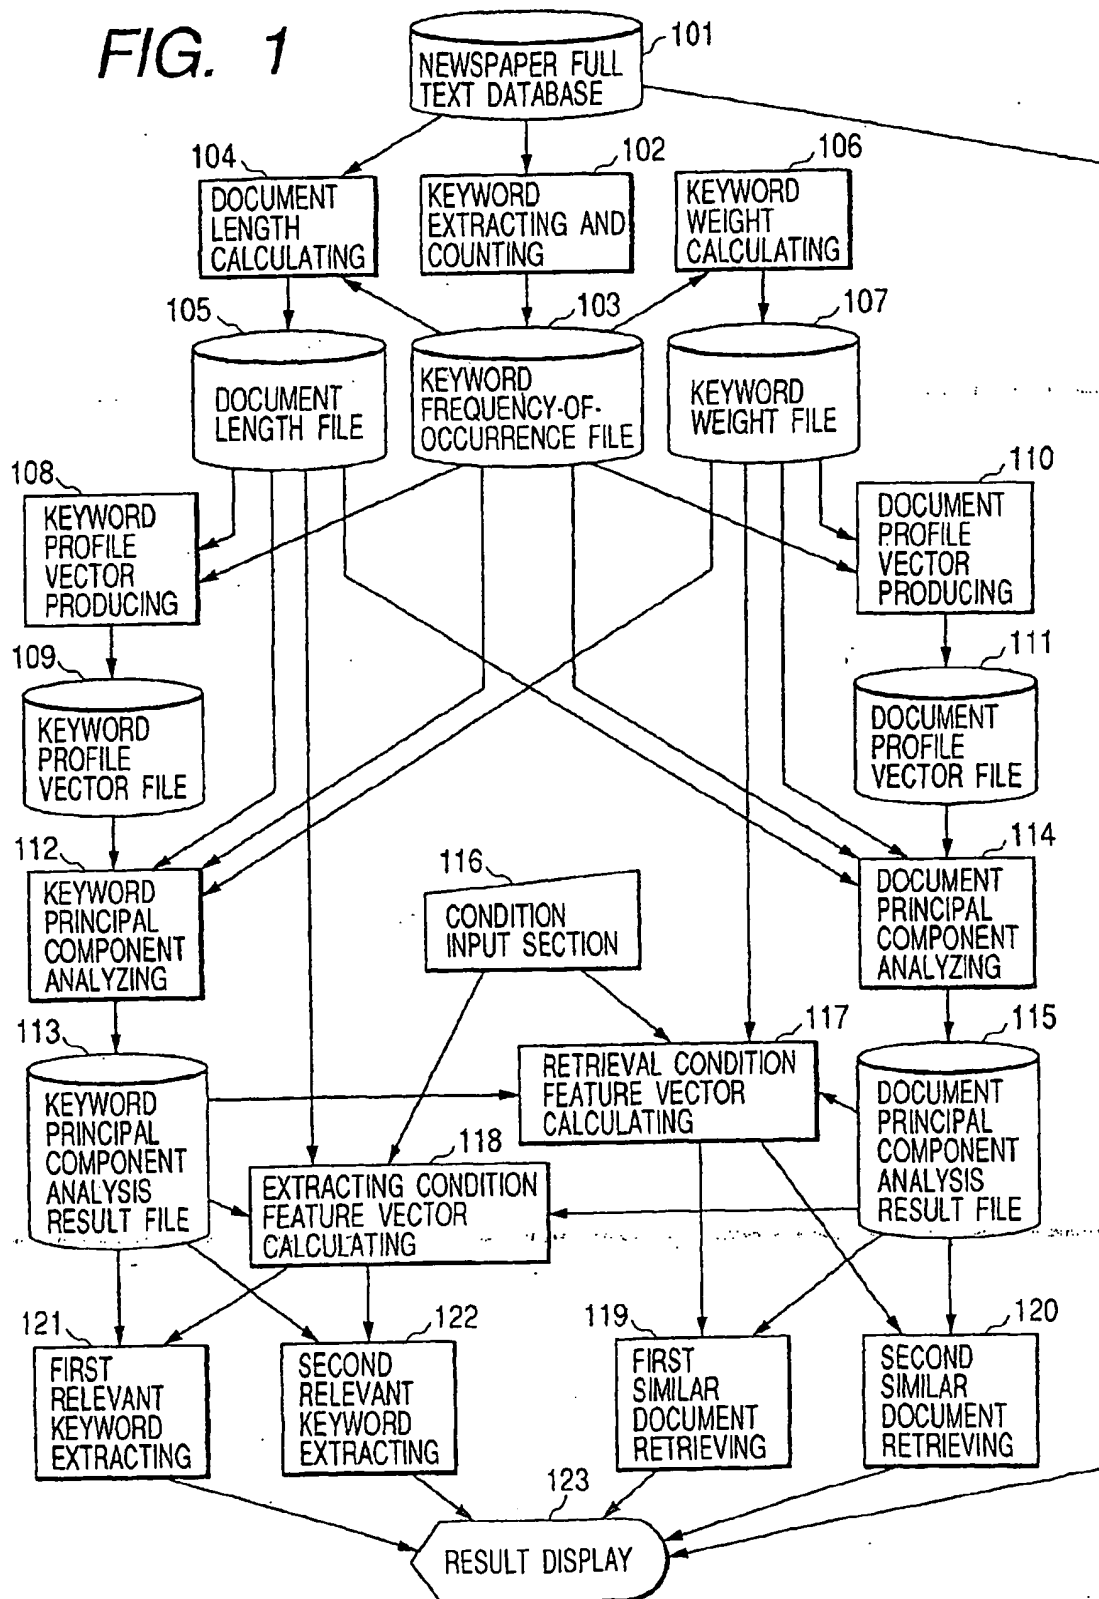 FIG. 1
101
NEWSPAPER FULL
TEXT DATABASE
104
DOCUMENT
LENGTH
CALCULATING
102
KEYWORD
EXTRACTING AND
COUNTING
106
KEYWORD
WEIGHT
CALCULATING
105
DOCUMENT
LENGTH FILE
103
KEYWORD
FREQUENCY-OF-
OCCURRENCE FILE
107
KEYWORD
WEIGHT FILE
108
KEYWORD
PROFILE
VECTOR
PRODUCING
110
DOCUMENT
PROFILE
VECTOR
PRODUCING
109
KEYWORD
PROFILE
VECTOR FILE
111
DOCUMENT
PROFILE
VECTOR FILE
112
KEYWORD
PRINCIPAL
COMPONENT
ANALYZING
116
CONDITION
INPUT SECTION
114
DOCUMENT
PRINCIPAL
COMPONENT
ANALYZING
113
KEYWORD
PRINCIPAL
COMPONENT
ANALYSIS
RESULT FILE
117
RETRIEVAL CONDITION
FEATURE VECTOR
CALCULATING
115
DOCUMENT
PRINCIPAL
COMPONENT
ANALYSIS
RESULT FILE
118
EXTRACTING CONDITION
FEATURE VECTOR
CALCULATING
121
FIRST
RELEVANT
KEYWORD
EXTRACTING
122
SECOND
RELEVANT
KEYWORD
EXTRACTING
119
FIRST
SIMILAR
DOCUMENT
RETRIEVING
120
SECOND
SIMILAR
DOCUMENT
RETRIEVING
123
RESULT DISPLAY